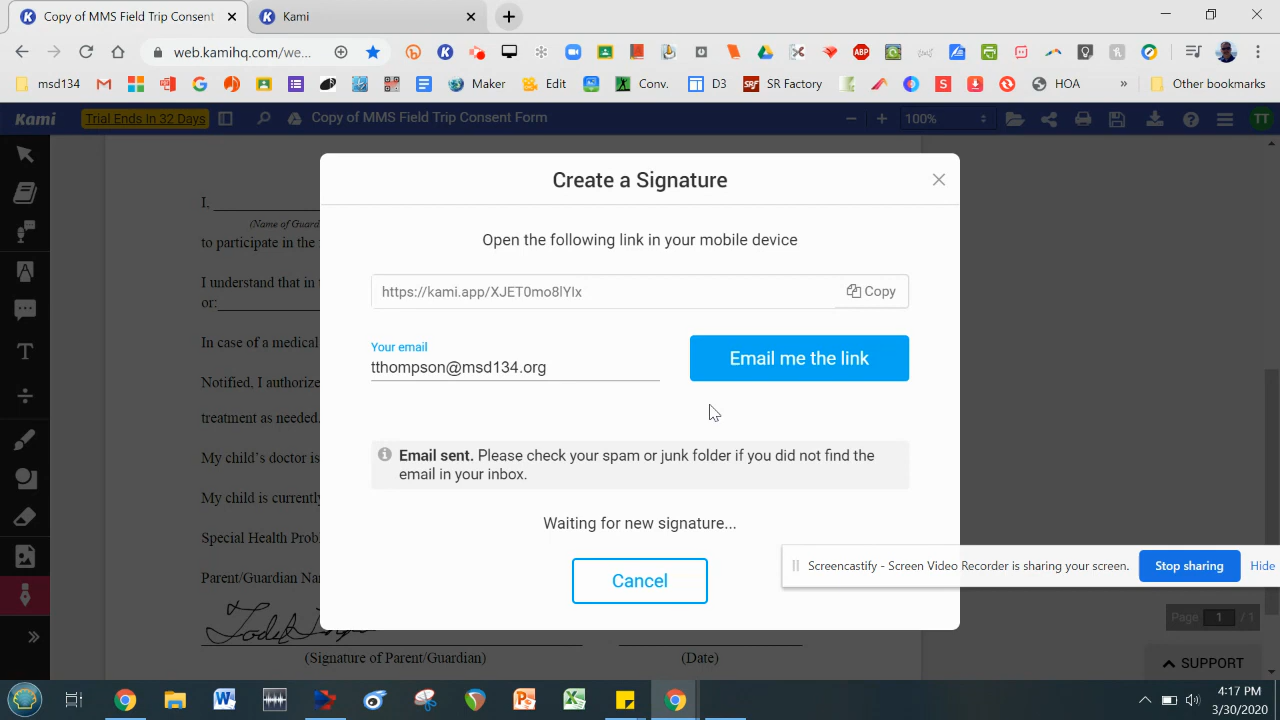 Copy of MMS Field Trip Consent
Kami
web.kamihq.com/we...
ABP
msd134
Maker
Edit
Conv.
D3
SRF
SR Factory
S
HOA
»
Other bookmarks
Kami
Trial Ends In 32 Days
Copy of MMS Field Trip Consent Form
100%
TT
Create a Signature
Open the following link in your mobile device
https://kami.app/XJET0mo8lYIx
Copy
Your email
tthompson@msd134.org
Email me the link
Email sent. Please check your spam or junk folder if you did not find the
email in your inbox.
Waiting for new signature...
Cancel
I,
(Name of Guard
to participate in the
I understand that in t
or:
In case of a medical
Notified, I authorize
treatment as needed.
My child's doctor is
My child is currently
Special Health Prob
Parent/Guardian Na
(Signature of Parent/Guardian)
(Date)
Screencastify - Screen Video Recorder is sharing your screen.
Stop sharing
Hide
Page 1 / 1
SUPPORT
4:17 PM
3/30/2020